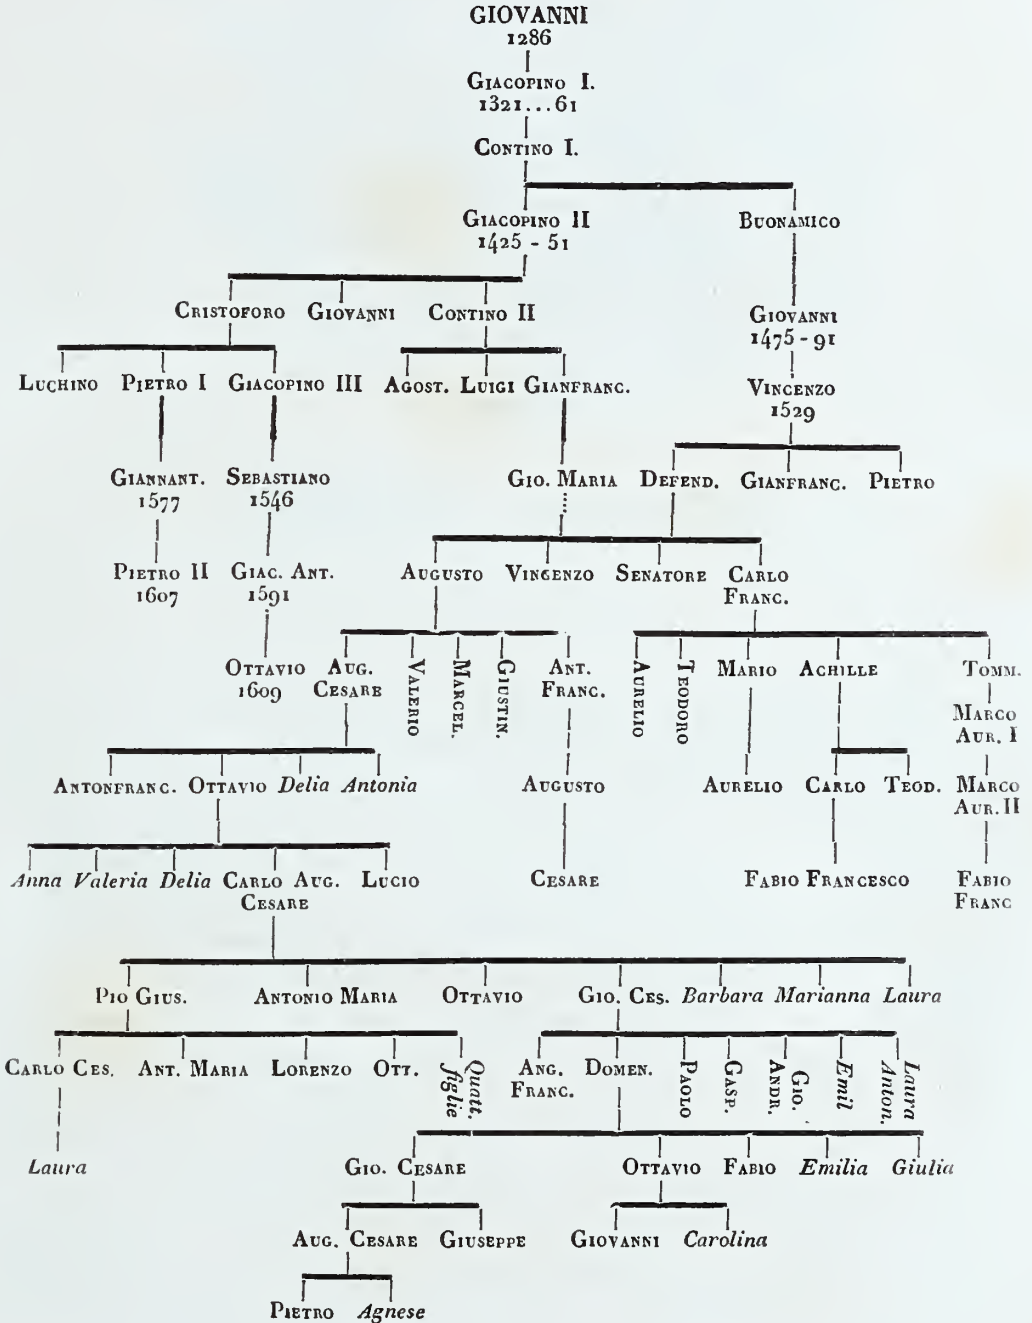 GIOVANNI
1286
GIACOPINO I.
1321...61
CONTINO I.
GIACOPINO II BUONAMICO
1425 - 51
CRISTOFORO GIOVANNI CONTINO II GIOVANNI
1475 - 91
LUCHINO PIETRO I GIACOPINO III AGOST. LUIGI GIANFRANC. VINCENZO
1529
GIANNANT. SEBASTIANO GIO. MARIA DEFEND. GIANFRANC. PIETRO
1577 1546
PIETRO II GIAC. ANT. AUGUSTO VINCENZO SENATORE CARLO
1607 1591 FRANC.
OTTAVIO AUG. VALERIO MARCEL. GIUSTIN. ANT. AURELIO TEODORO MARIO ACHILLE TOMM.
1609 CESARE FRANC.
MARCO
AUR. I
ANTONFRANC. OTTAVIO Delia Antonia AUGUSTO AURELIO CARLO TEOD. MARCO
AUR. II
Anna Valeria Delia CARLO AUG. LUCIO CESARE FABIO FRANCESCO FABIO
CESARE FRANC
PIO GIUS. ANTONIO MARIA OTTAVIO GIO. CES. Barbara Marianna Laura
CARLO CES. ANT. MARIA LORENZO OTT. Quatt. figlie ANG. DOMEN. PAOLO GASP. GIO. ANDR. Emil Laura Anton.
FRANC.
Laura GIO. CESARE OTTAVIO FABIO Emilia Giulia
AUG. CESARE GIUSEPPE GIOVANNI Carolina
PIETRO Agnese